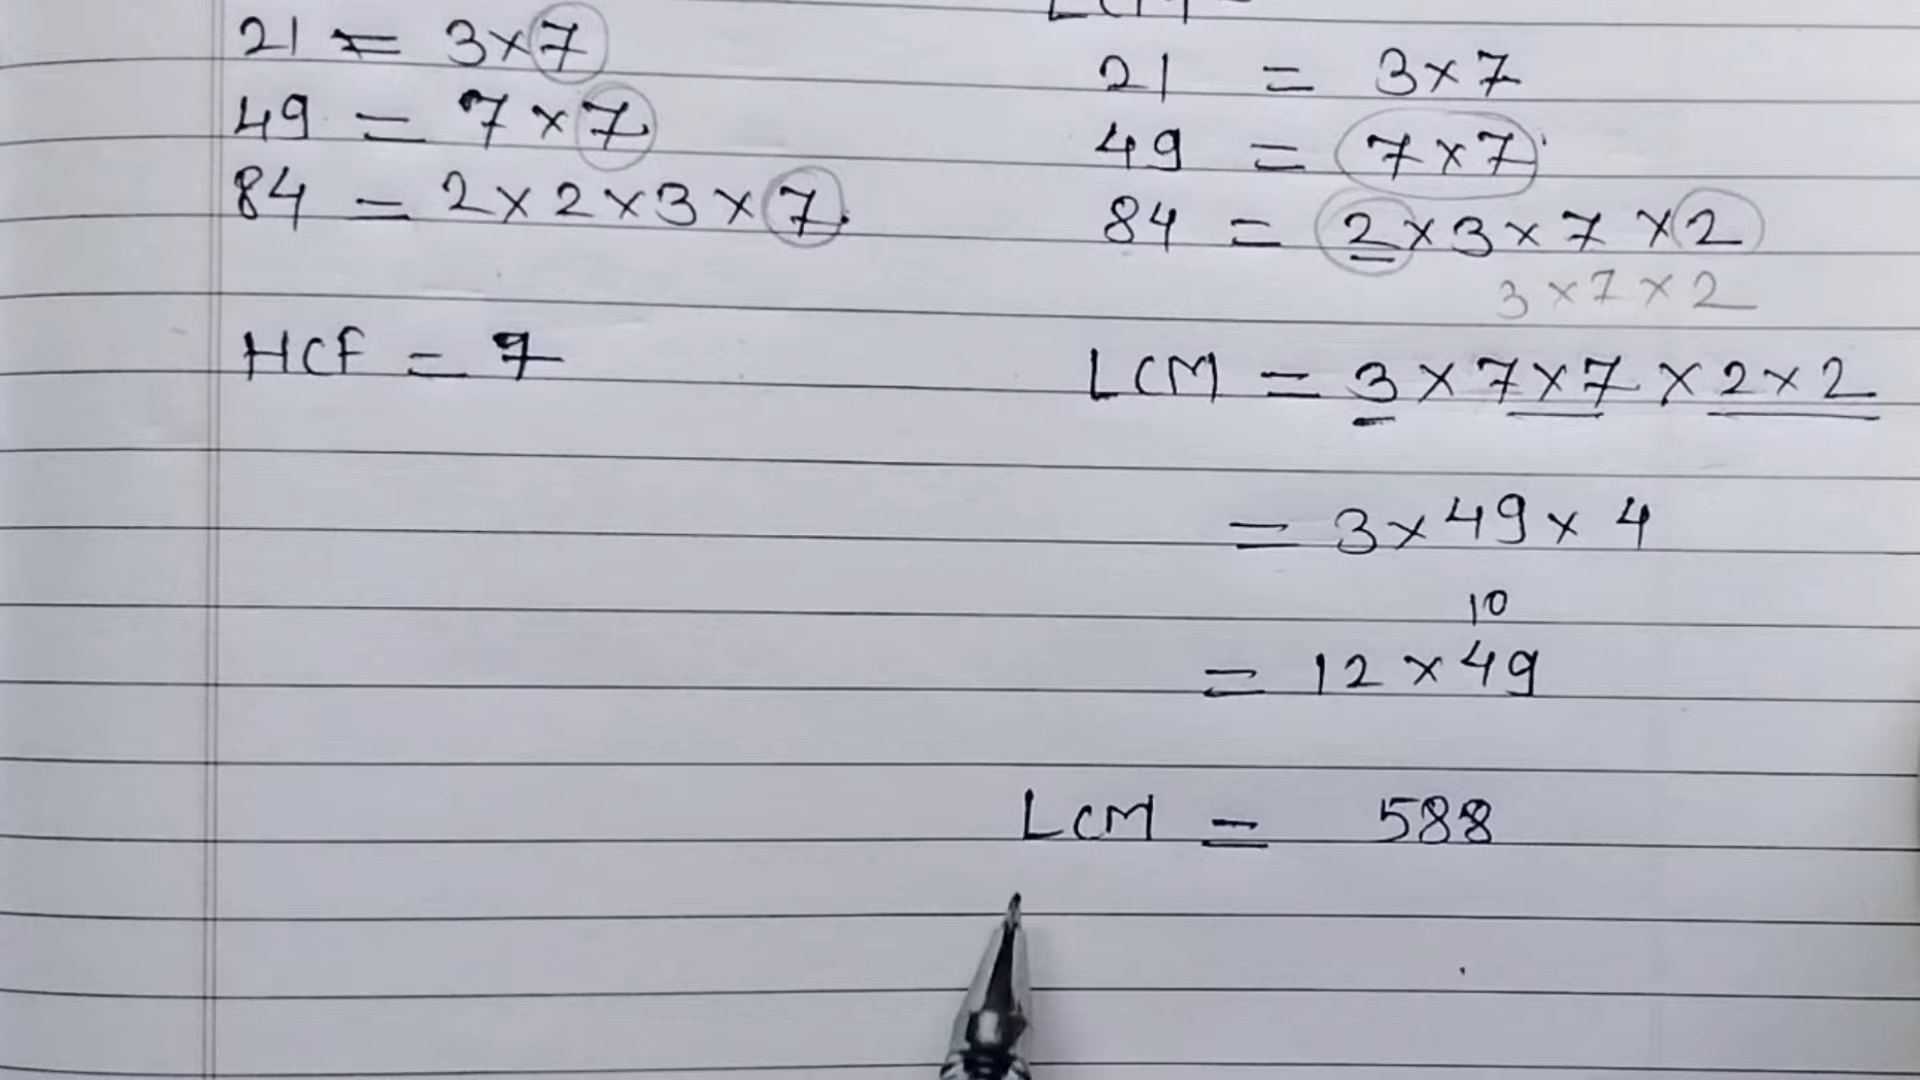 21 = 3×7
49 = 7×7
84 = 2×2×3×7.
HCF = 7
LCM
21 = 3×7
49 = 7×7
84 = 2×3×7×2
3×7×2
LCM = 3×7×7×2×2
= 3×49×4
10
= 12×49
LCM = 588